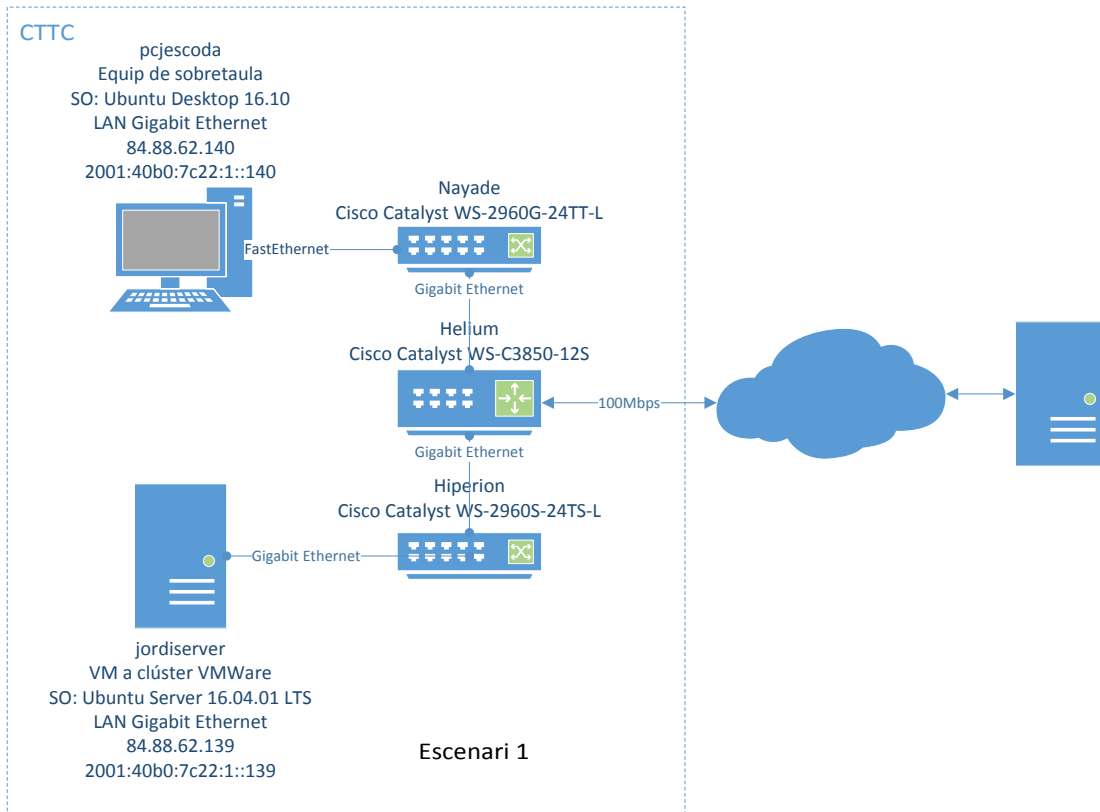 CTTC
pcjescoda
Equip de sobretaula
SO: Ubuntu Desktop 16.10
LAN Gigabit Ethernet
84.88.62.140
2001:40b0:7c22:1::140
FastEthernet
Nayade
Cisco Catalyst WS-2960G-24TT-L
Gigabit Ethernet
Helium
Cisco Catalyst WS-C3850-12S
100Mbps
Gigabit Ethernet
Hiperion
Cisco Catalyst WS-2960S-24TS-L
Gigabit Ethernet
jordiserver
VM a clúster VMWare
SO: Ubuntu Server 16.04.01 LTS
LAN Gigabit Ethernet
84.88.62.139
2001:40b0:7c22:1::139
Escenari 1